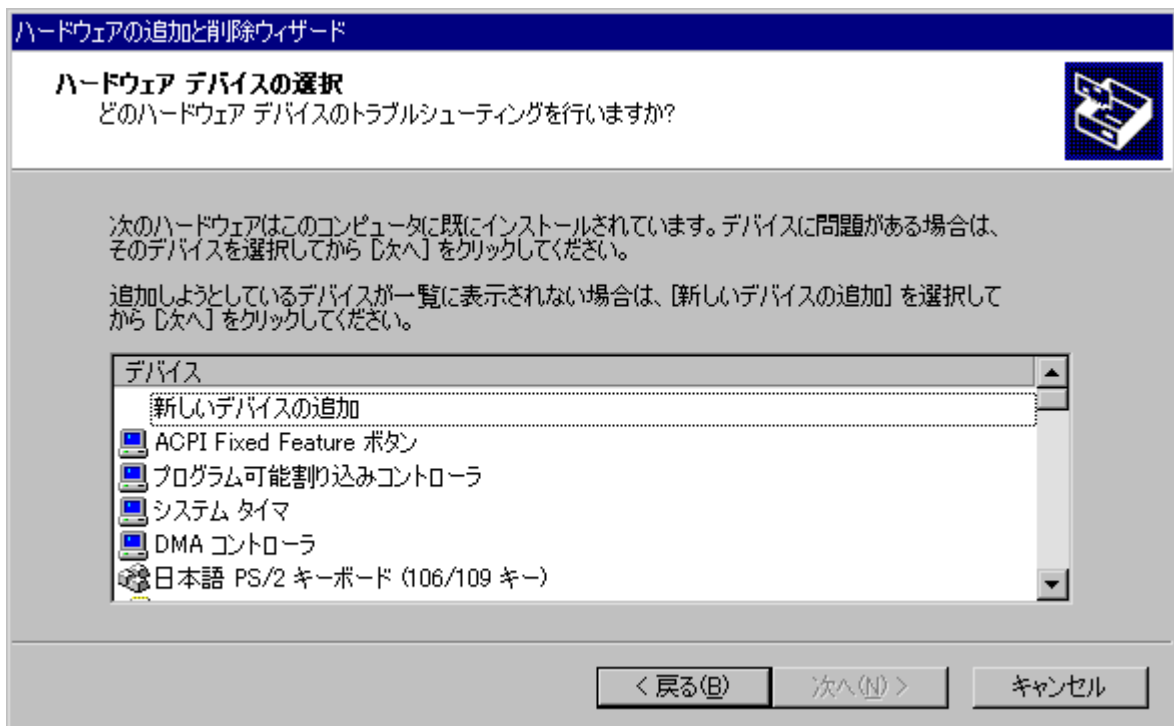 ハードウェアの追加と削除ウィザード
ハードウェア デバイスの選択
どのハードウェア デバイスのトラブルシューティングを行いますか?
次のハードウェアはこのコンピュータに既にインストールされています。デバイスに問題がある場合は、
そのデバイスを選択してから [次へ] をクリックしてください。
追加しようとしているデバイスが一覧に表示されない場合は、[新しいデバイスの追加] を選択して
から [次へ] をクリックしてください。
デバイス
新しいデバイスの追加
ACPI Fixed Feature ボタン
プログラム可能割り込みコントローラ
システム タイマ
DMA コントローラ
日本語 PS/2 キーボード (106/109 キー)
< 戻る(B) 次へ(N) > キャンセル